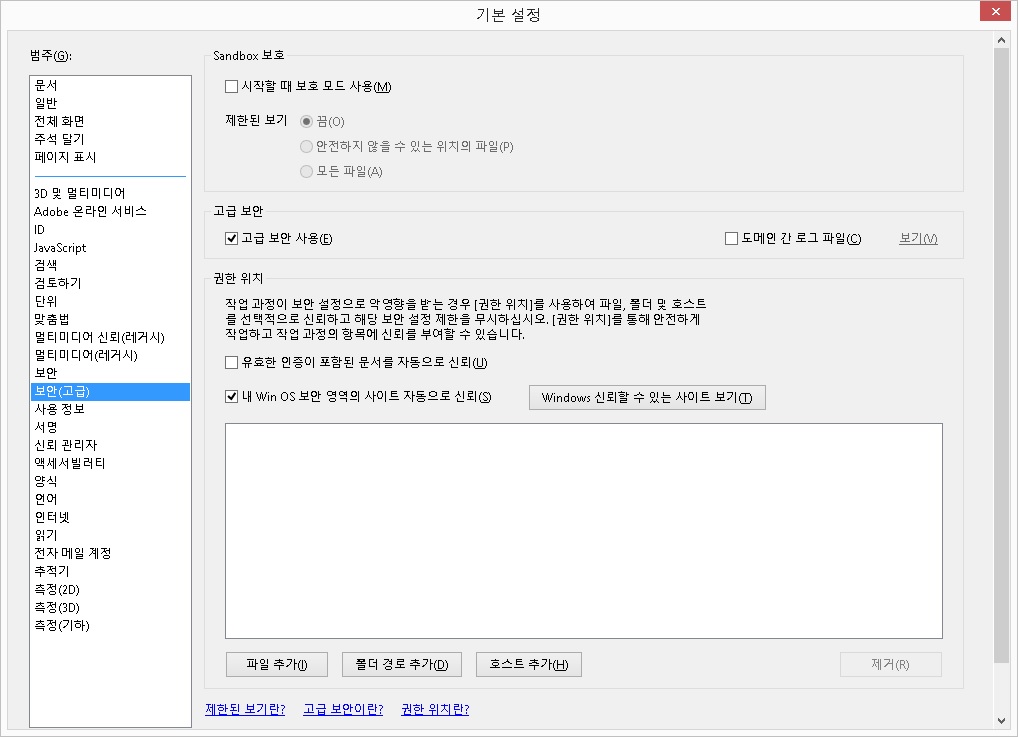 기본 설정
범주(G):
문서
일반
전체 화면
주석 달기
페이지 표시
3D 및 멀티미디어
Adobe 온라인 서비스
ID
JavaScript
검색
검토하기
단위
맞춤법
멀티미디어 신뢰(레거시)
멀티미디어(레거시)
보안
보안(고급)
사용 정보
서명
신뢰 관리자
액세서빌러티
양식
언어
인터넷
읽기
전자 메일 계정
추적기
측정(2D)
측정(3D)
측정(기하)
Sandbox 보호
시작할 때 보호 모드 사용(M)
제한된 보기
끔(O)
안전하지 않을 수 있는 위치의 파일(P)
모든 파일(A)
고급 보안
고급 보안 사용(E)
도메인 간 로그 파일(C)
보기(V)
권한 위치
작업 과정이 보안 설정으로 악영향을 받는 경우 [권한 위치]를 사용하여 파일, 폴더 및 호스트
를 선택적으로 신뢰하고 해당 보안 설정 제한을 무시하십시오. [권한 위치]를 통해 안전하게
작업하고 작업 과정의 항목에 신뢰를 부여할 수 있습니다.
유효한 인증이 포함된 문서를 자동으로 신뢰(U)
내 Win OS 보안 영역의 사이트 자동으로 신뢰(S)
Windows 신뢰할 수 있는 사이트 보기(T)
파일 추가(I)
폴더 경로 추가(D)
호스트 추가(H)
제거(R)
제한된 보기란?
고급 보안이란?
권한 위치란?